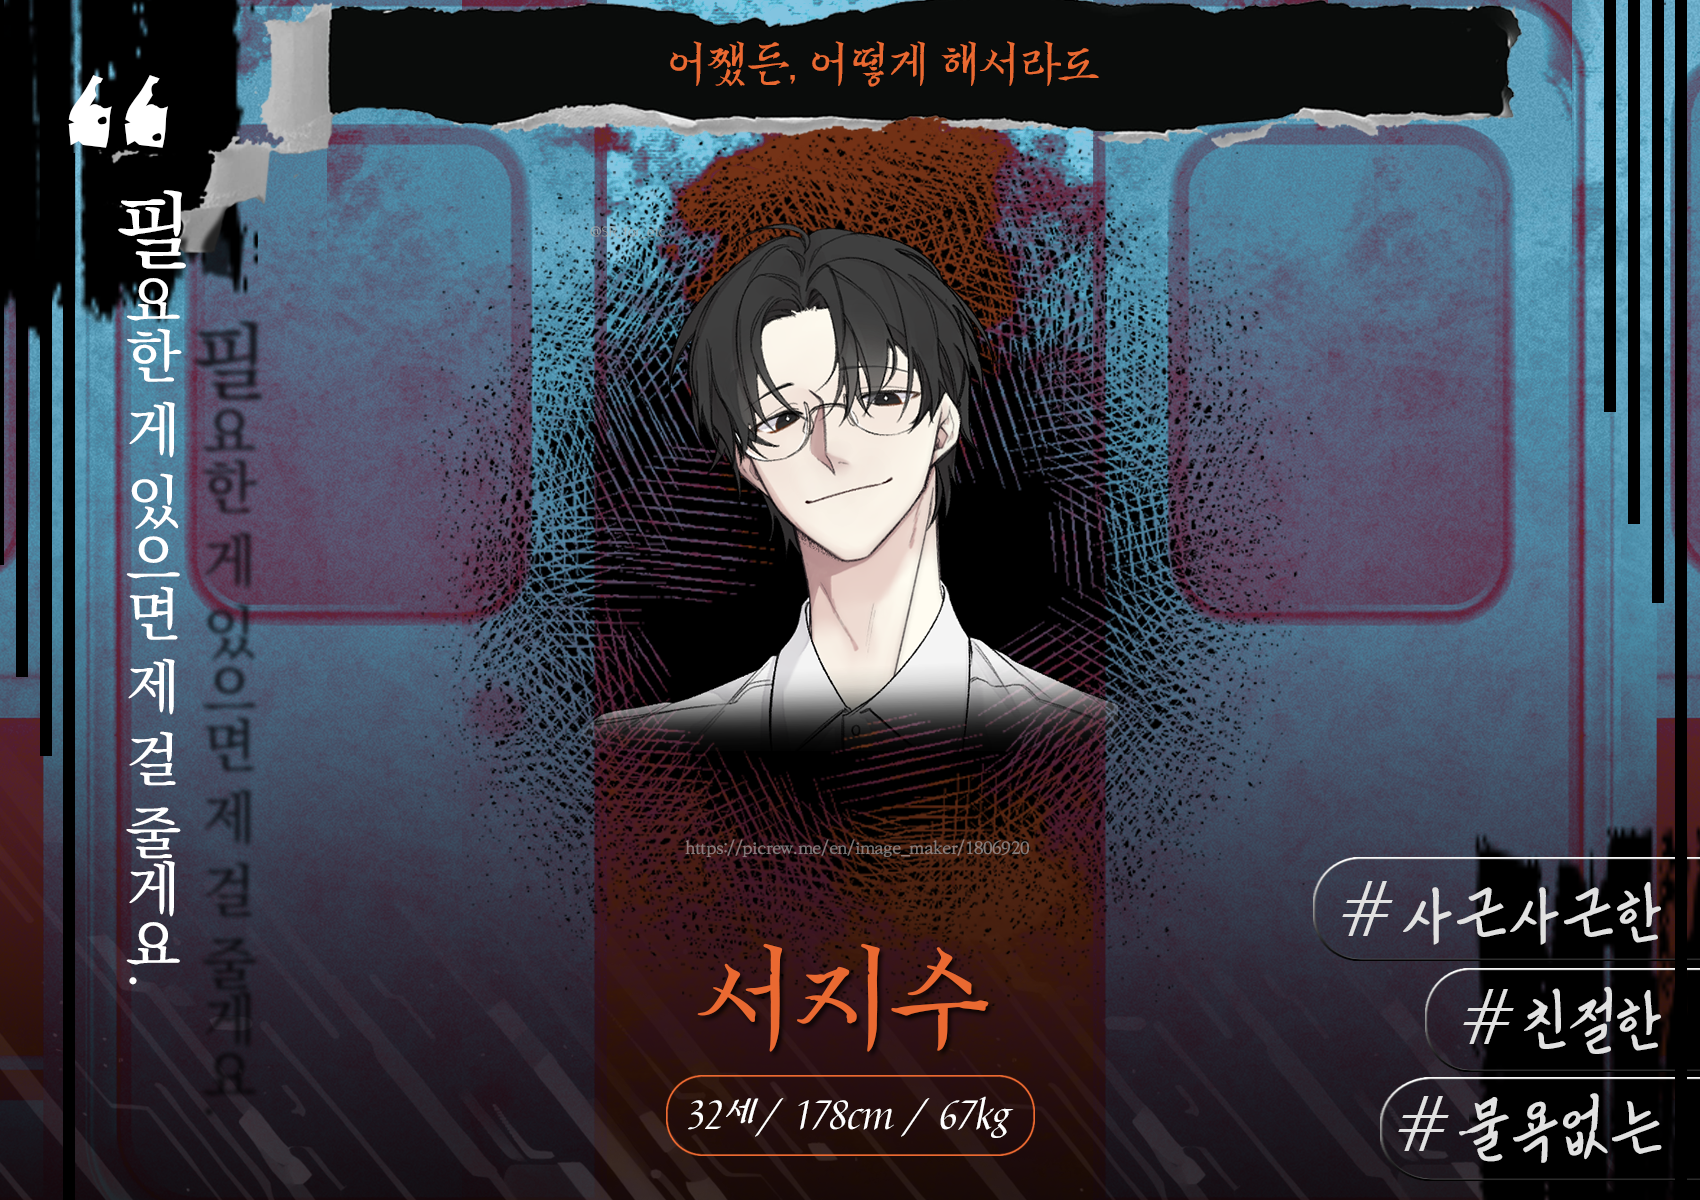 어쨌든, 어떻게 해서라도
“
필요한 게 있으면 제 걸 줄게요.
필요한 게 있으면 제 걸 줄게요.
https://picrew.me/en/image_maker/1806920
서지수
32세/ 178cm / 67kg
#사근사근한
#친절한
#물욕없는